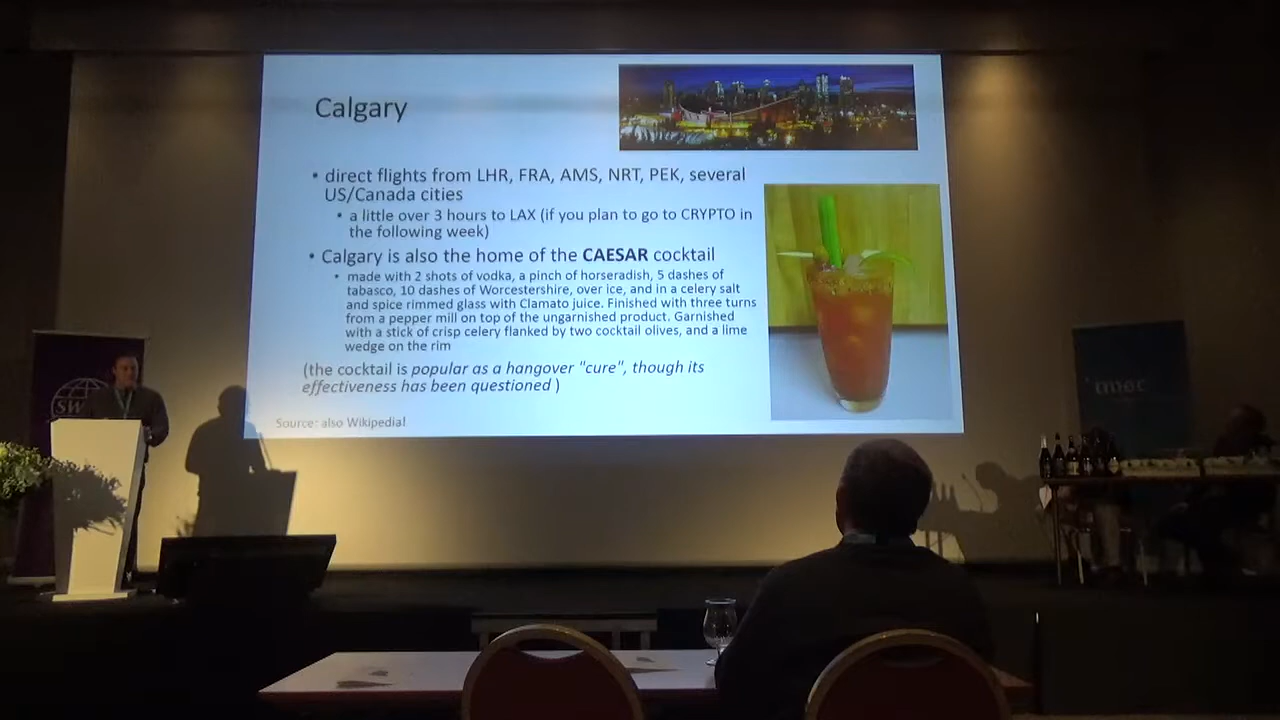 Calgary
• direct flights from LHR, FRA, AMS, NRT, PEK, several
US/Canada cities
• a little over 3 hours to LAX (if you plan to go to CRYPTO in
the following week)
• Calgary is also the home of the CAESAR cocktail
• made with 2 shots of vodka, a pinch of horseradish, 5 dashes of
tabasco, 10 dashes of Worcestershire, over ice, and in a celery salt
and spice rimmed glass with Clamato juice. Finished with three turns
from a pepper mill on top of the ungarnished product. Garnished
with a stick of crisp celery flanked by two cocktail olives, and a lime
wedge on the rim
(the cocktail is popular as a hangover "cure", though its
effectiveness has been questioned )
Source: also Wikipedial
SW
imec